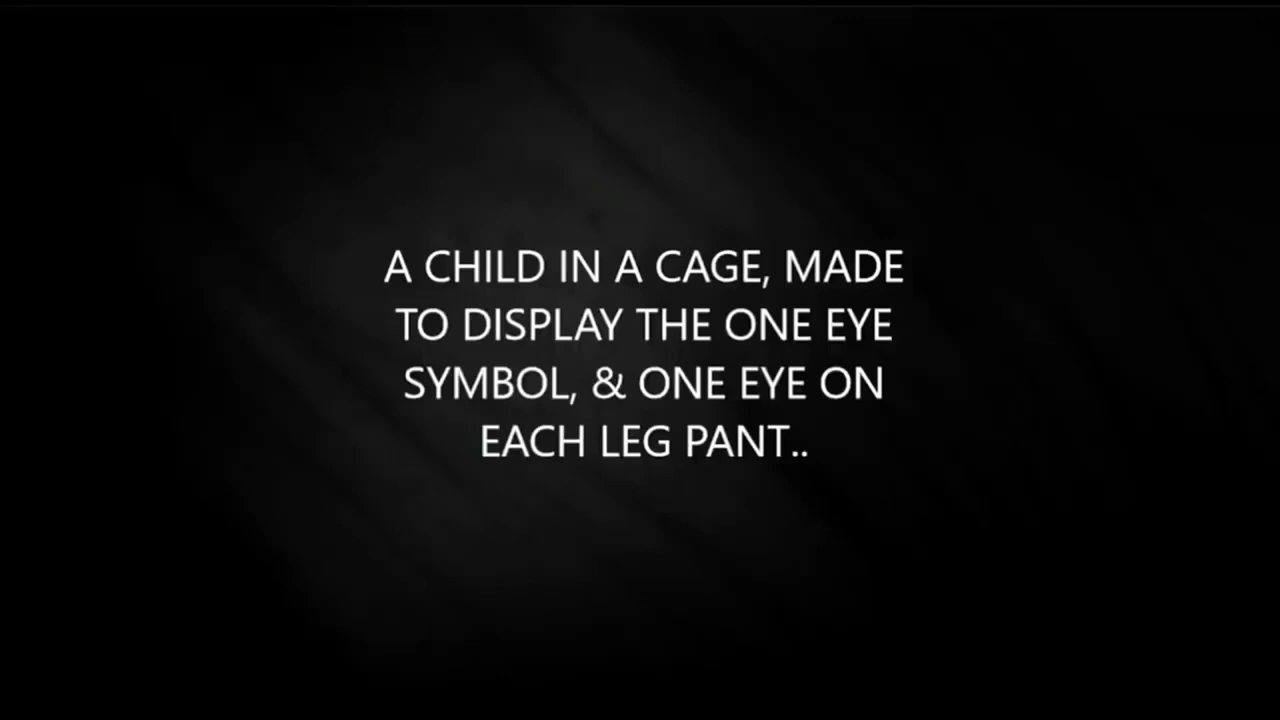 A CHILD IN A CAGE, MADE
TO DISPLAY THE ONE EYE
SYMBOL, & ONE EYE ON
EACH LEG PANT..